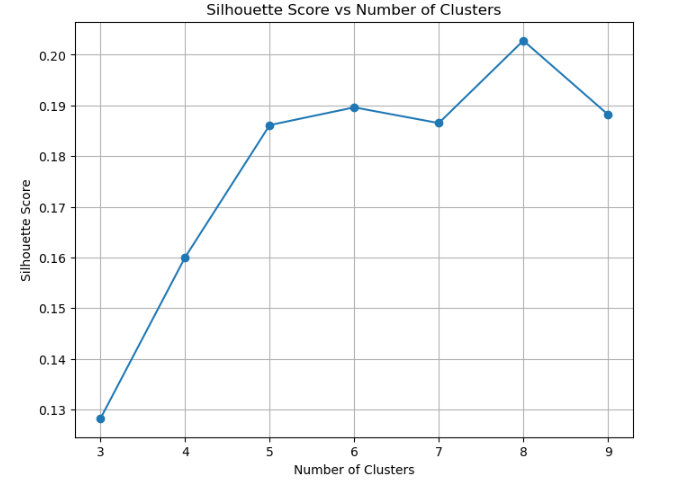 Silhouette Score vs Number of Clusters
Silhouette Score
0.20
0.19
0.18
0.17
0.16
0.15
0.14
0.13
3 4 5 6 7 8 9
Number of Clusters